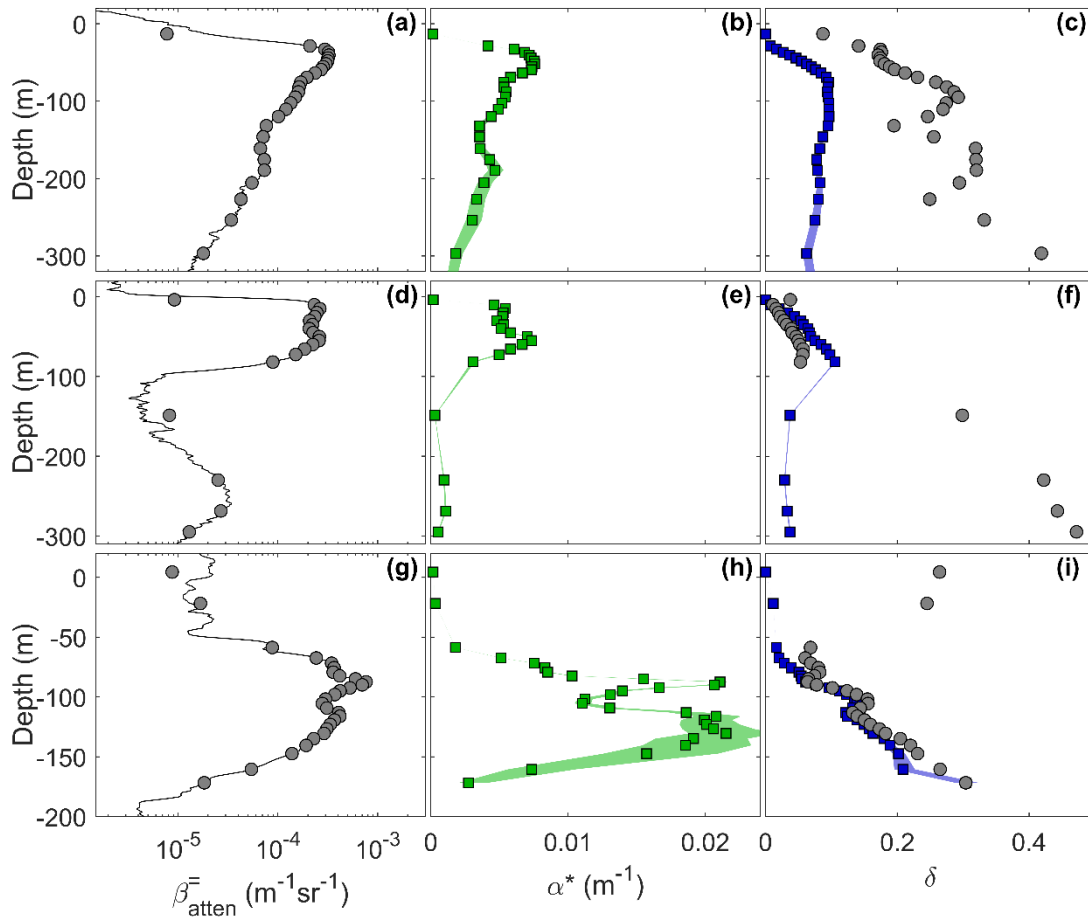 (a) (b) (c)
0
-100
-200
-300
Depth (m)
(d) (e) (f)
0
-100
-200
-300
Depth (m)
(g) (h) (i)
0
-50
-100
-150
-200
Depth (m)
10⁻⁵ 10⁻⁴ 10⁻³ 0 0.01 0.02 0 0.2 0.4
β⁼atten (m⁻¹sr⁻¹) α* (m⁻¹) δ